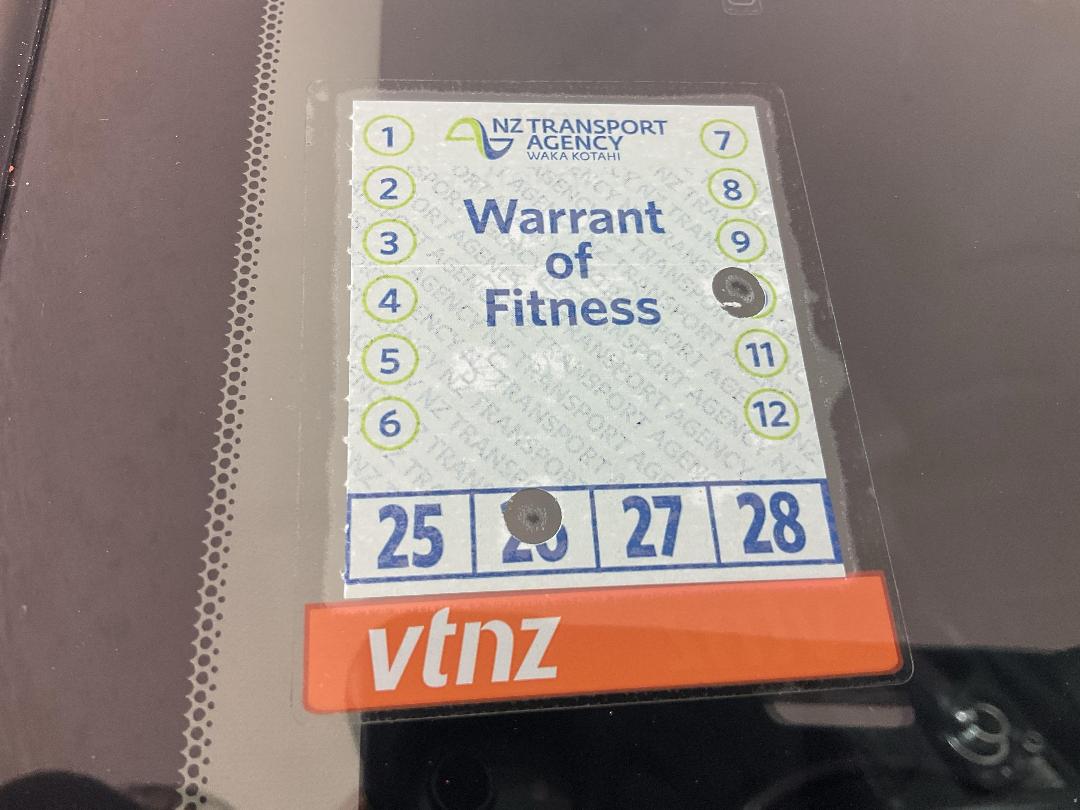 NZ TRANSPORT
AGENCY
WAKA KOTAHI
Warrant
of
Fitness
1
2
3
4
5
6
7
8
9
11
12
25 26 27 28
vtnz